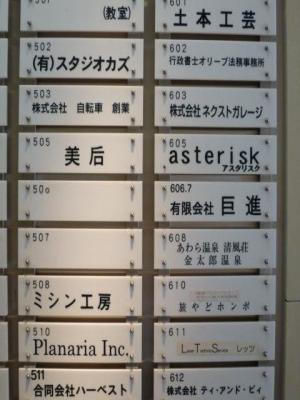 (教室)
502
(有)スタジオカズ
503
株式会社 自転車 創業
505
美后
50
507
508
ミシン工房
510
Planaria Inc.
511
合同会社ハーベスト
601
土本工芸
602
行政書士オリーブ法務事務所
603
株式会社ネクストガレージ
605
asterisk
アスタリスク
606.7
有限会社 巨進
608
あわら温泉 清風荘
金太郎温泉
610
旅やどホンポ
611
レッツ
612
株式会社 ティ・アンド・ビィ